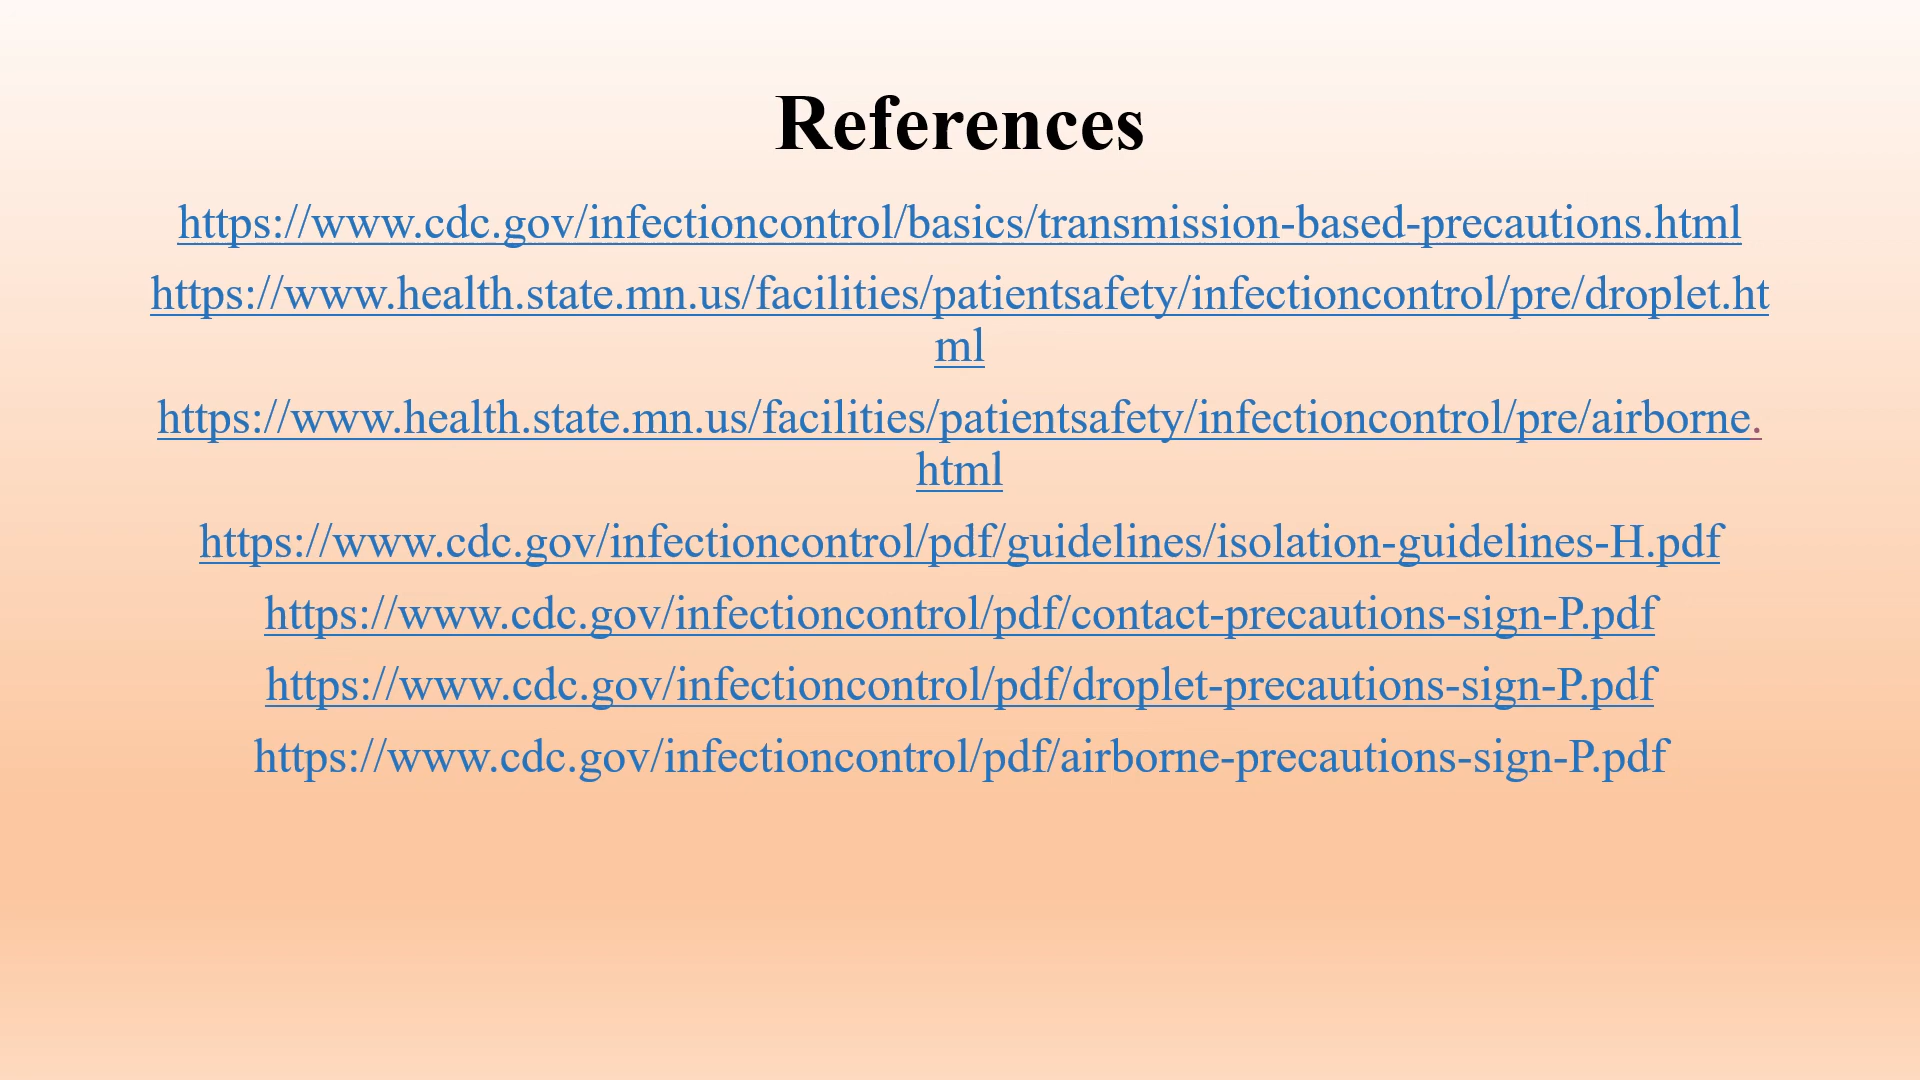 References
https://www.cdc.gov/infectioncontrol/basics/transmission-based-precautions.html
https://www.health.state.mn.us/facilities/patientsafety/infectioncontrol/pre/droplet.ht
ml
https://www.health.state.mn.us/facilities/patientsafety/infectioncontrol/pre/airborne.
html
https://www.cdc.gov/infectioncontrol/pdf/guidelines/isolation-guidelines-H.pdf
https://www.cdc.gov/infectioncontrol/pdf/contact-precautions-sign-P.pdf
https://www.cdc.gov/infectioncontrol/pdf/droplet-precautions-sign-P.pdf
https://www.cdc.gov/infectioncontrol/pdf/airborne-precautions-sign-P.pdf